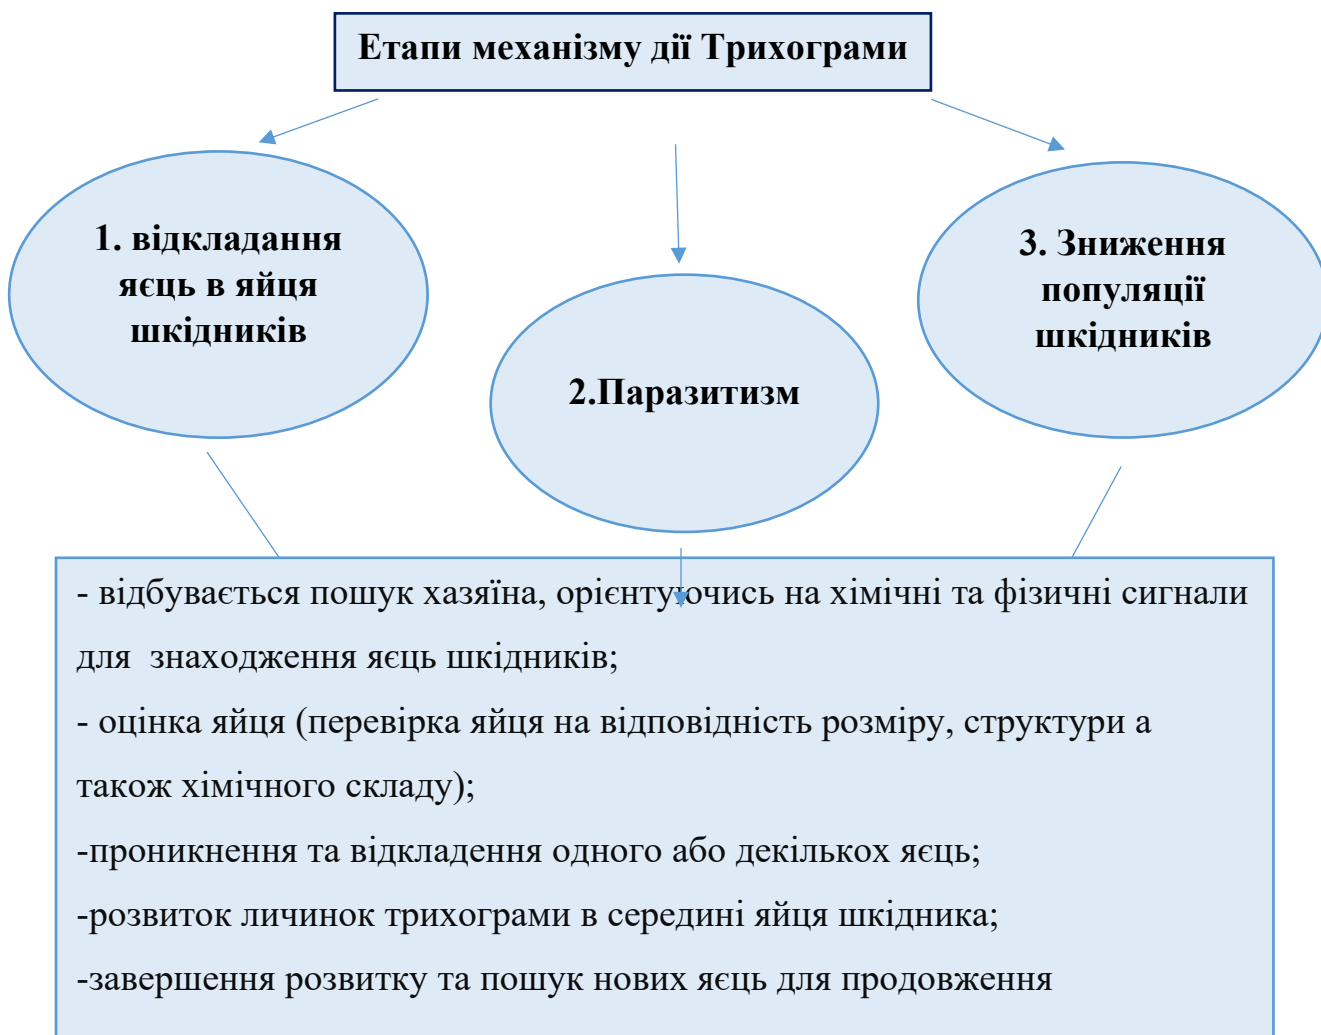 Етапи механізму дії Трихограми
1. відкладання
яєць в яйця
шкідників
2.Паразитизм
3. Зниження
популяції
шкідників
- відбувається пошук хазяїна, орієнтуючись на хімічні та фізичні сигнали
для знаходження яєць шкідників;
- оцінка яйця (перевірка яйця на відповідність розміру, структури а
також хімічного складу);
-проникнення та відкладення одного або декількох яєць;
-розвиток личинок трихограми в середині яйця шкідника;
-завершення розвитку та пошук нових яєць для продовження